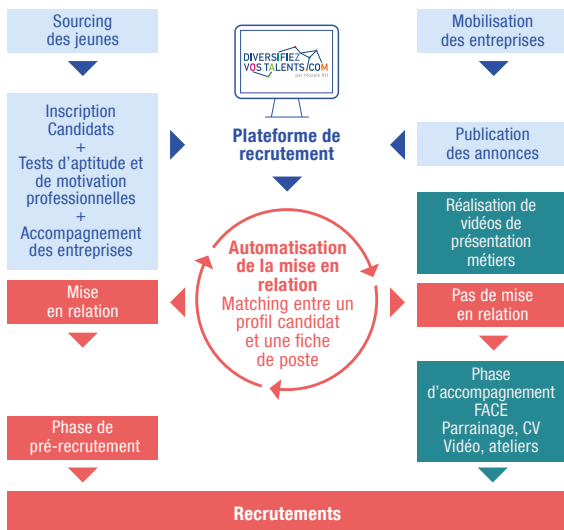 Sourcing
des jeunes
Inscription
Candidats
+
Tests d'aptitude et
de motivation
professionnelles
+
Accompagnement
des entreprises
DIVERSIFIEZ
VOS TALENTS.COM
par Mozaïk RH
Plateforme de
recrutement
Mobilisation
des entreprises
Publication
des annonces
Réalisation de
vidéos de
présentation
métiers
Automatisation
de la mise en
relation
Matching entre un
profil candidat
et une fiche
de poste
Mise
en relation
Pas de mise
en relation
Phase de
pré-recrutement
Phase
d'accompagnement
FACE
Parrainage, CV
Vidéo, ateliers
Recrutements